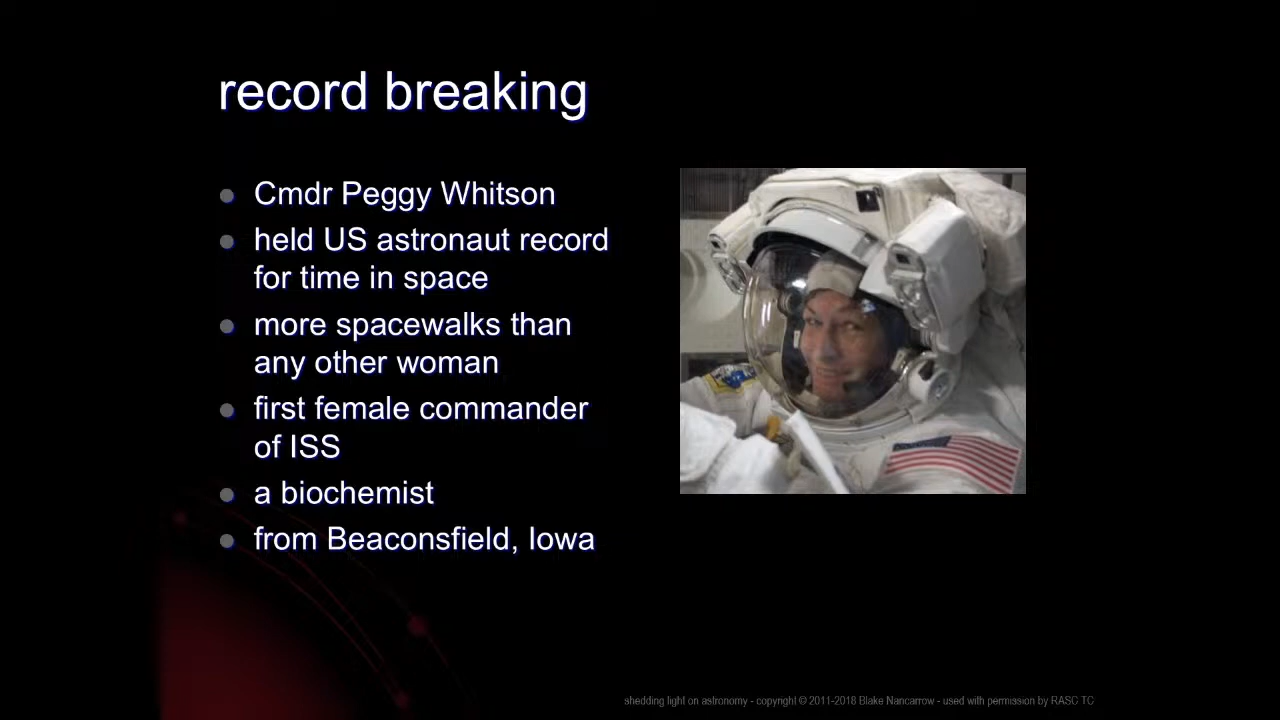 record breaking
Cmdr Peggy Whitson
held US astronaut record
for time in space
more spacewalks than
any other woman
first female commander
of ISS
a biochemist
from Beaconsfield, Iowa
shedding light on astronomy - copyright © 2011-2018 Blake Nancarrow - used with permission by RASC TC